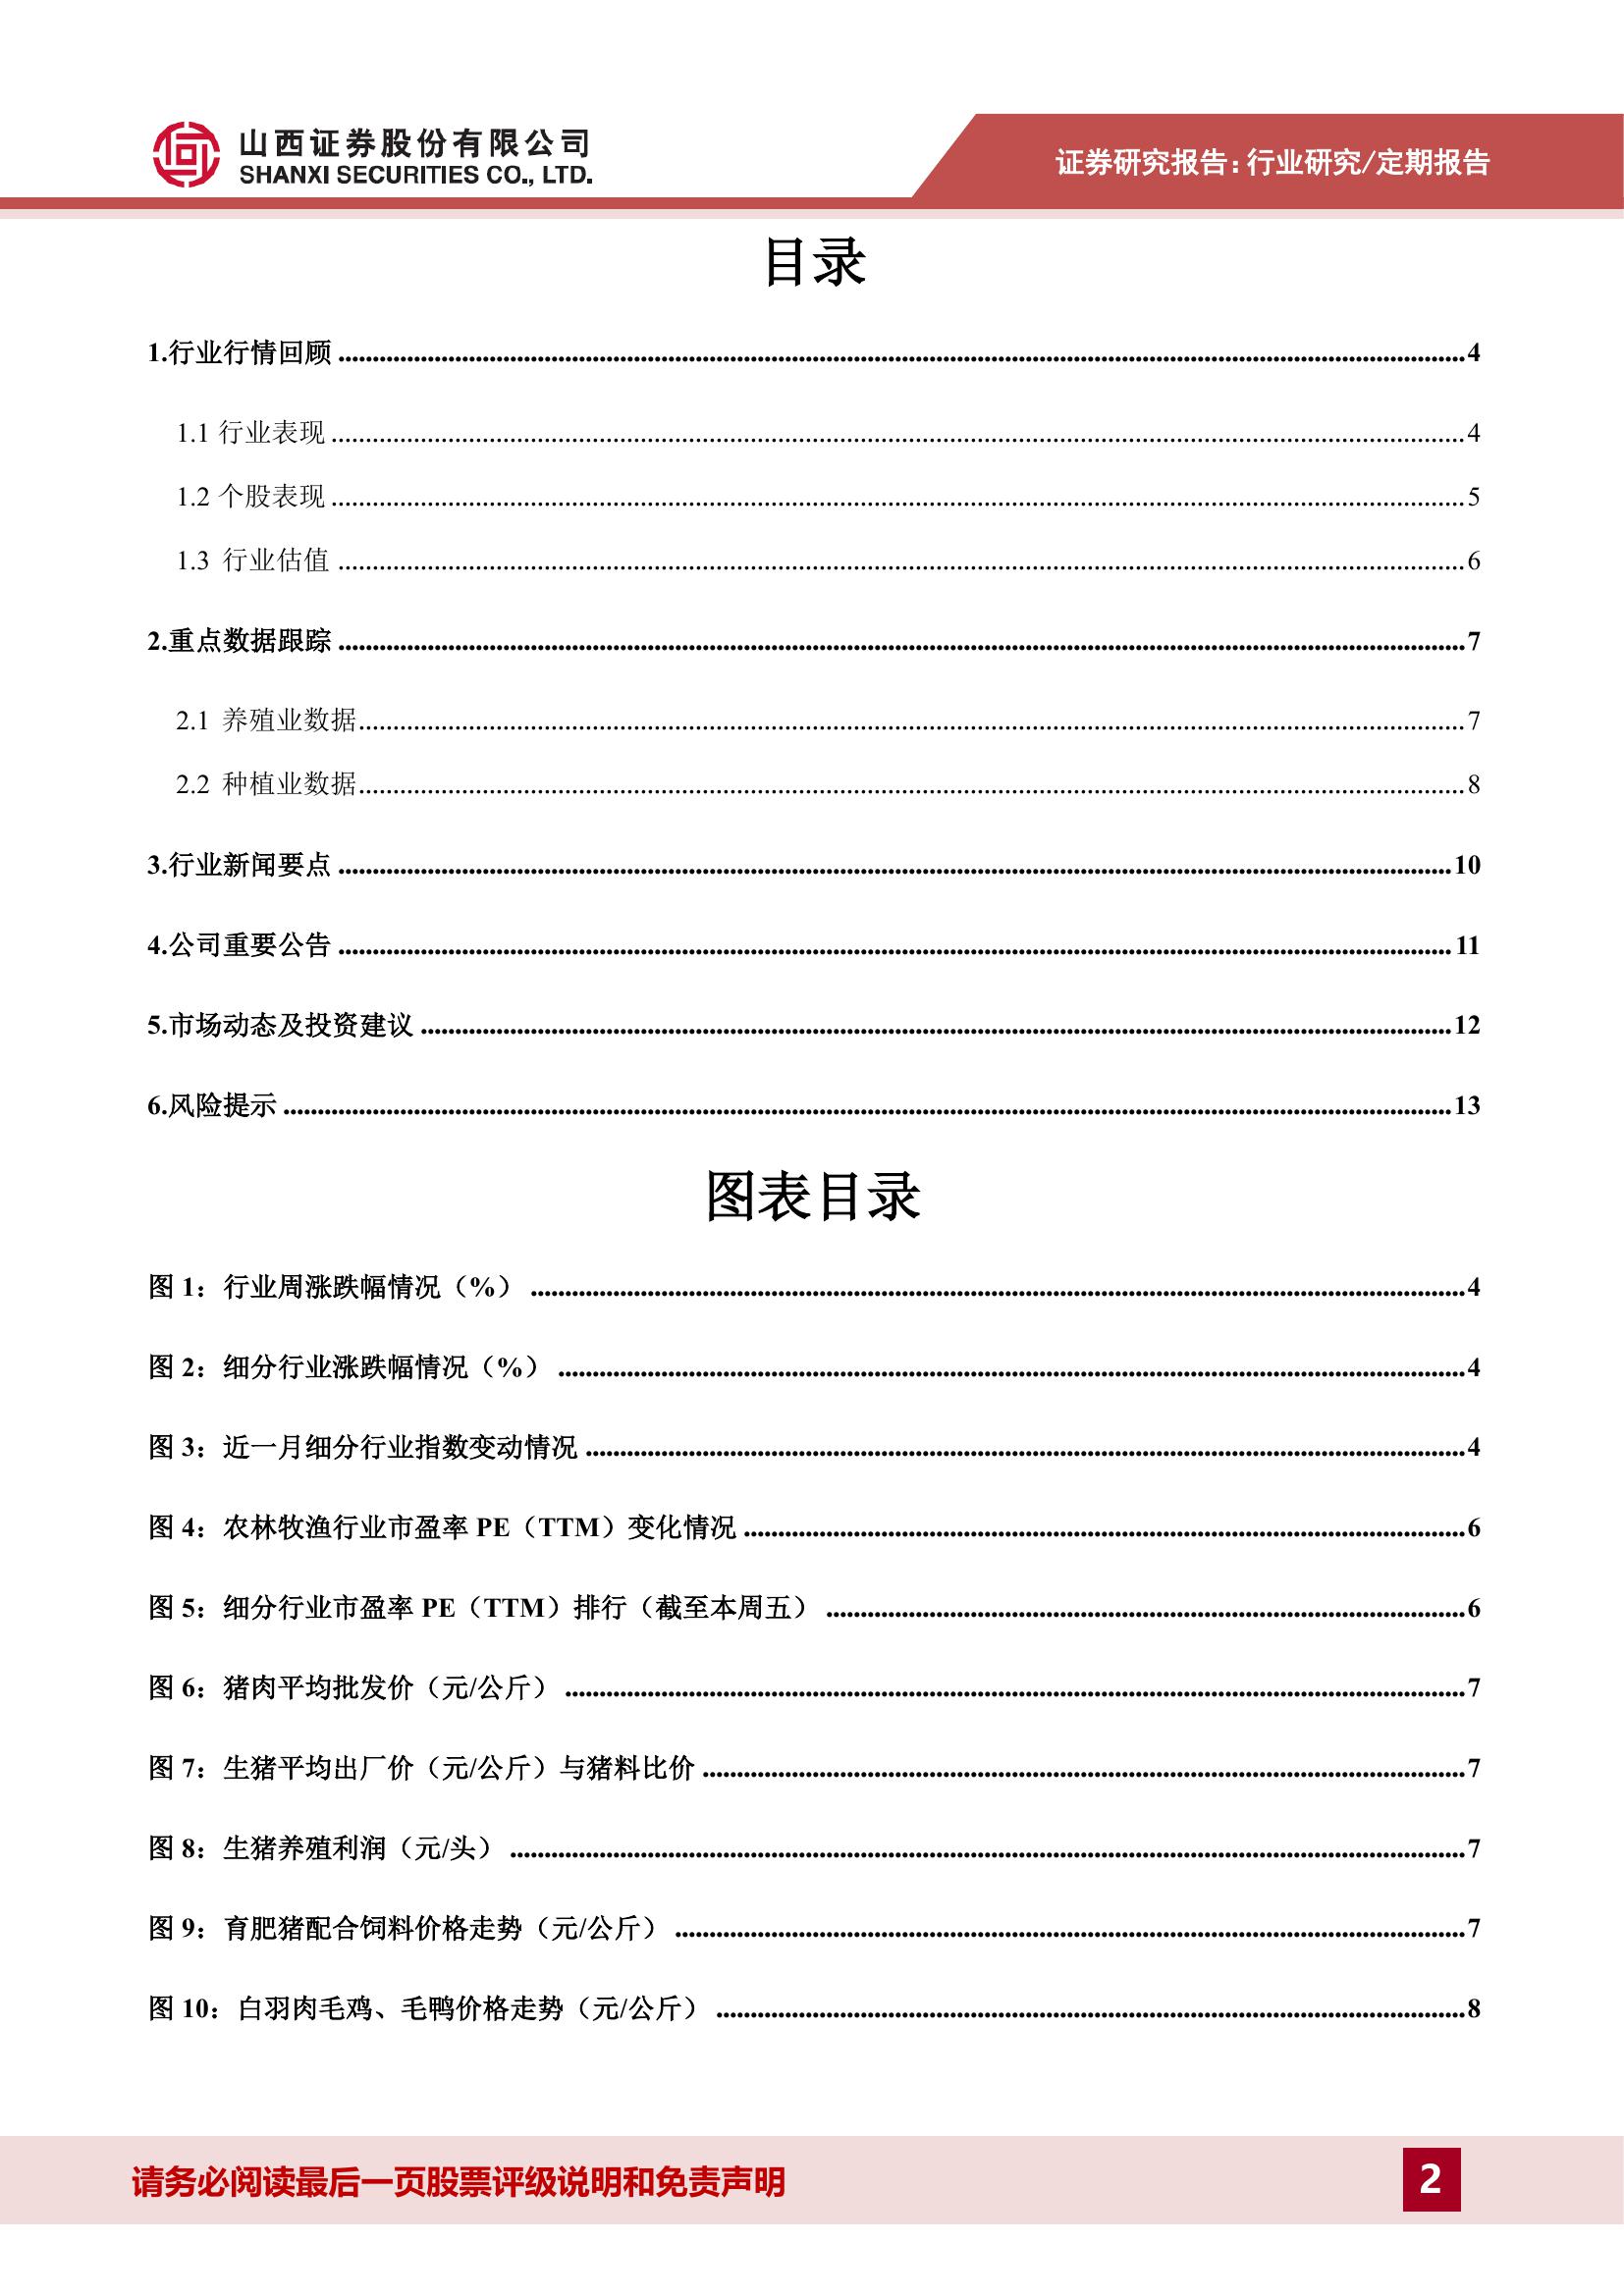 山西证券股份有限公司
SHANXI SECURITIES CO., LTD.
证券研究报告：行业研究/定期报告
目录
1.行业行情回顾 ........ 4
1.1 行业表现 ........ 4
1.2 个股表现 ........ 5
1.3 行业估值 ........ 6
2.重点数据跟踪 ........ 7
2.1 养殖业数据 ........ 7
2.2 种植业数据 ........ 8
3.行业新闻要点 ........ 10
4.公司重要公告 ........ 11
5.市场动态及投资建议 ........ 12
6.风险提示 ........ 13
图表目录
图 1：行业周涨跌幅情况（%） ........ 4
图 2：细分行业涨跌幅情况（%） ........ 4
图 3：近一月细分行业指数变动情况 ........ 4
图 4：农林牧渔行业市盈率 PE（TTM）变化情况 ........ 6
图 5：细分行业市盈率 PE（TTM）排行（截至本周五） ........ 6
图 6：猪肉平均批发价（元/公斤） ........ 7
图 7：生猪平均出厂价（元/公斤）与猪料比价 ........ 7
图 8：生猪养殖利润（元/头） ........ 7
图 9：育肥猪配合饲料价格走势（元/公斤） ........ 7
图 10：白羽肉毛鸡、毛鸭价格走势（元/公斤） ........ 8
请务必阅读最后一页股票评级说明和免责声明
2